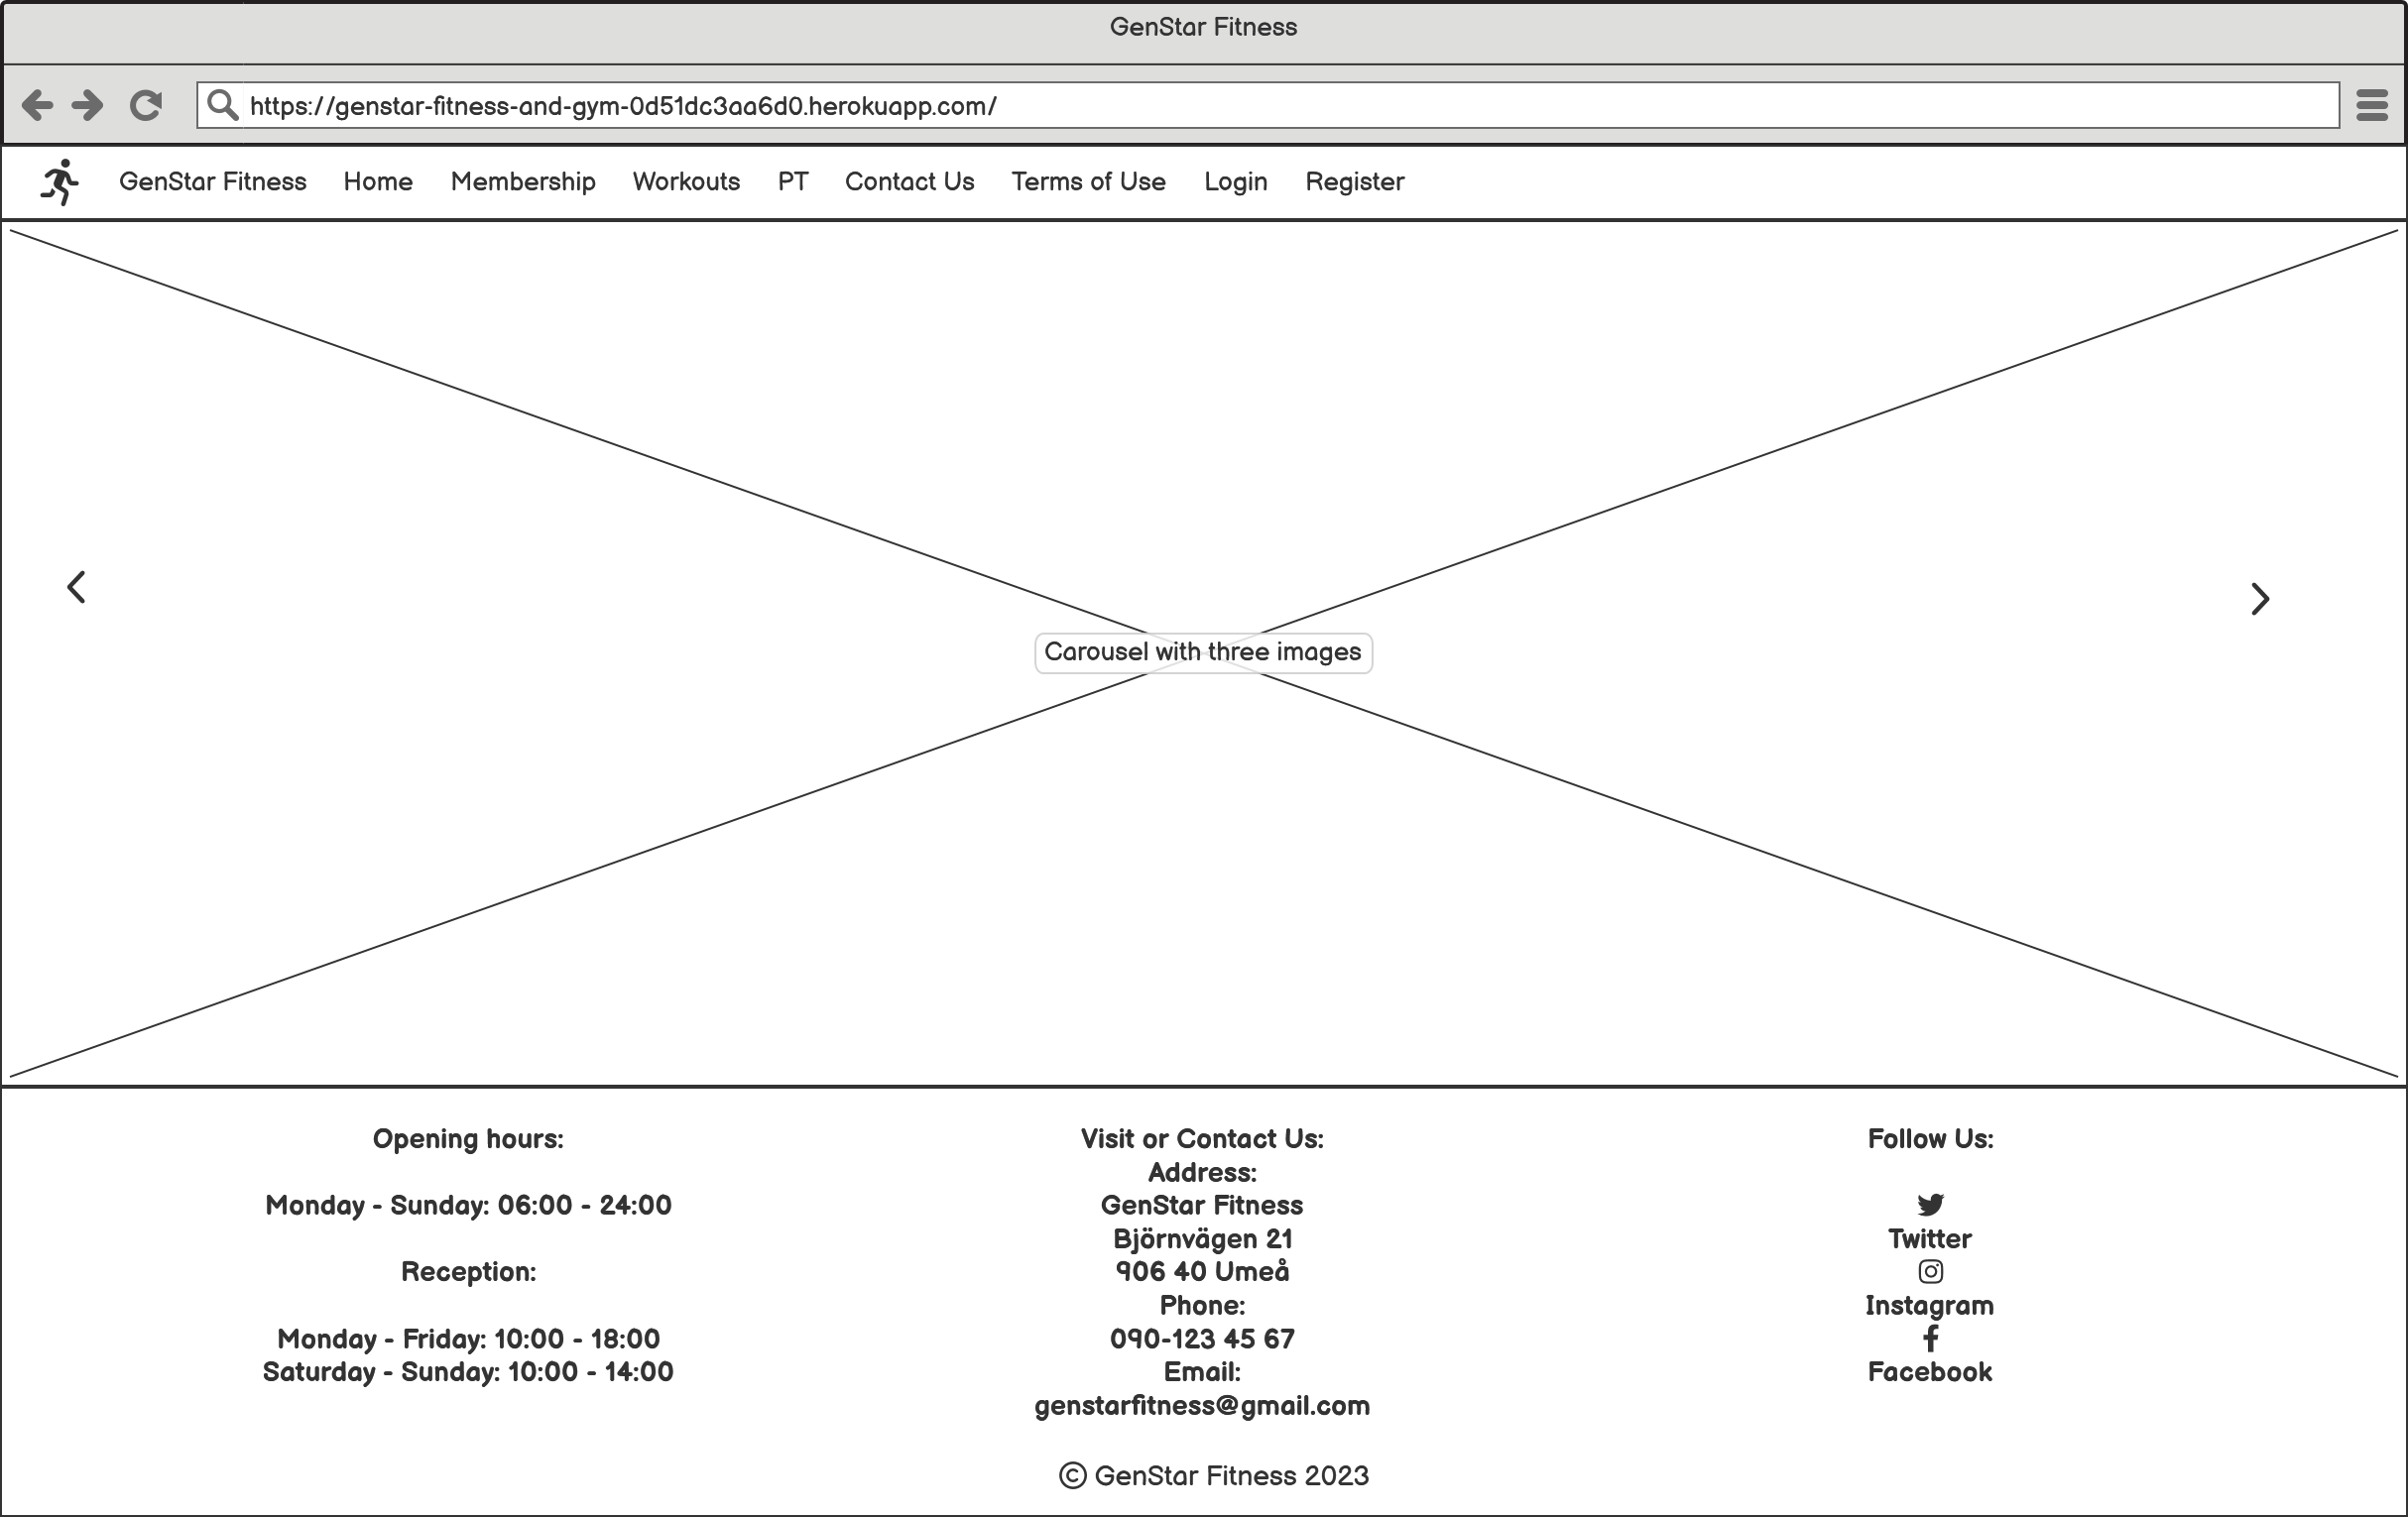 GenStar Fitness
https://genstar-fitness-and-gym-0d51dc3aa6d0.herokuapp.com/
GenStar Fitness Home Membership Workouts PT Contact Us Terms of Use Login Register
Carousel with three images
Opening hours:
Monday - Sunday: 06:00 - 24:00
Reception:
Monday - Friday: 10:00 - 18:00
Saturday - Sunday: 10:00 - 14:00
Visit or Contact Us:
Address:
GenStar Fitness
Björnvägen 21
906 40 Umeå
Phone:
090-123 45 67
Email:
genstarfitness@gmail.com
Follow Us:
Twitter
Instagram
Facebook
© GenStar Fitness 2023